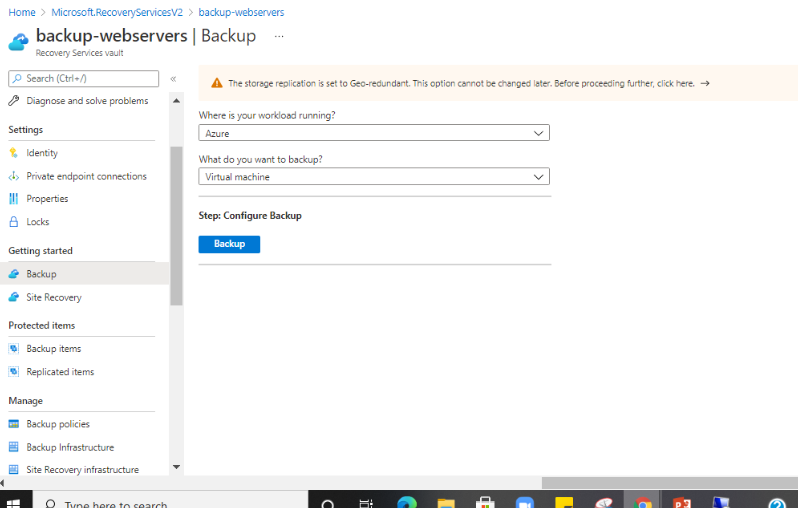 Home > Microsoft.RecoveryServicesV2 > backup-webservers
backup-webservers | Backup ...
Recovery Services vault
Search (Ctrl+/)
«
Diagnose and solve problems
Settings
Identity
Private endpoint connections
Properties
Locks
Getting started
Backup
Site Recovery
Protected items
Backup items
Replicated items
Manage
Backup policies
Backup Infrastructure
Site Recovery infrastructure
The storage replication is set to Geo-redundant. This option cannot be changed later. Before proceeding further, click here. →
Where is your workload running?
Azure
What do you want to backup?
Virtual machine
Step: Configure Backup
Backup
Type here to search